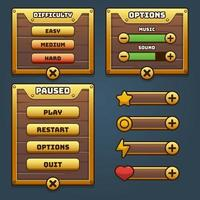 DIFFICULTY
EASY
MEDIUM
HARD
OPTIONS
MUSIC
SOUND
PAUSED
PLAY
RESTART
OPTIONS
QUIT